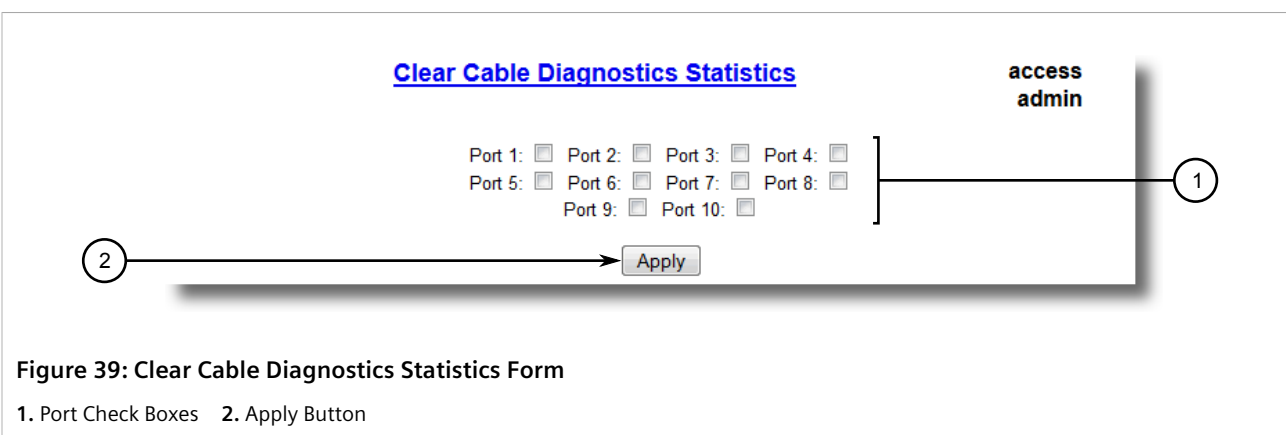 Clear Cable Diagnostics Statistics
access
admin
Port 1: Port 2: Port 3: Port 4:
Port 5: Port 6: Port 7: Port 8:
Port 9: Port 10:
1
2
Apply
Figure 39: Clear Cable Diagnostics Statistics Form
1. Port Check Boxes 2. Apply Button